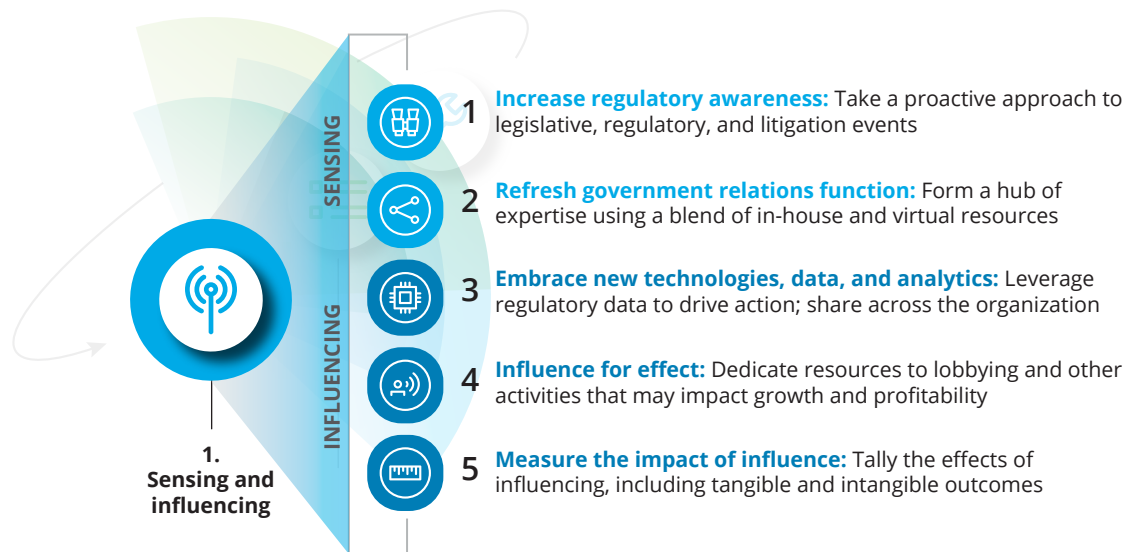 SENSING
INFLUENCING
1.
Sensing and
influencing
1 Increase regulatory awareness: Take a proactive approach to
legislative, regulatory, and litigation events
2 Refresh government relations function: Form a hub of
expertise using a blend of in-house and virtual resources
3 Embrace new technologies, data, and analytics: Leverage
regulatory data to drive action; share across the organization
4 Influence for effect: Dedicate resources to lobbying and other
activities that may impact growth and profitability
5 Measure the impact of influence: Tally the effects of
influencing, including tangible and intangible outcomes